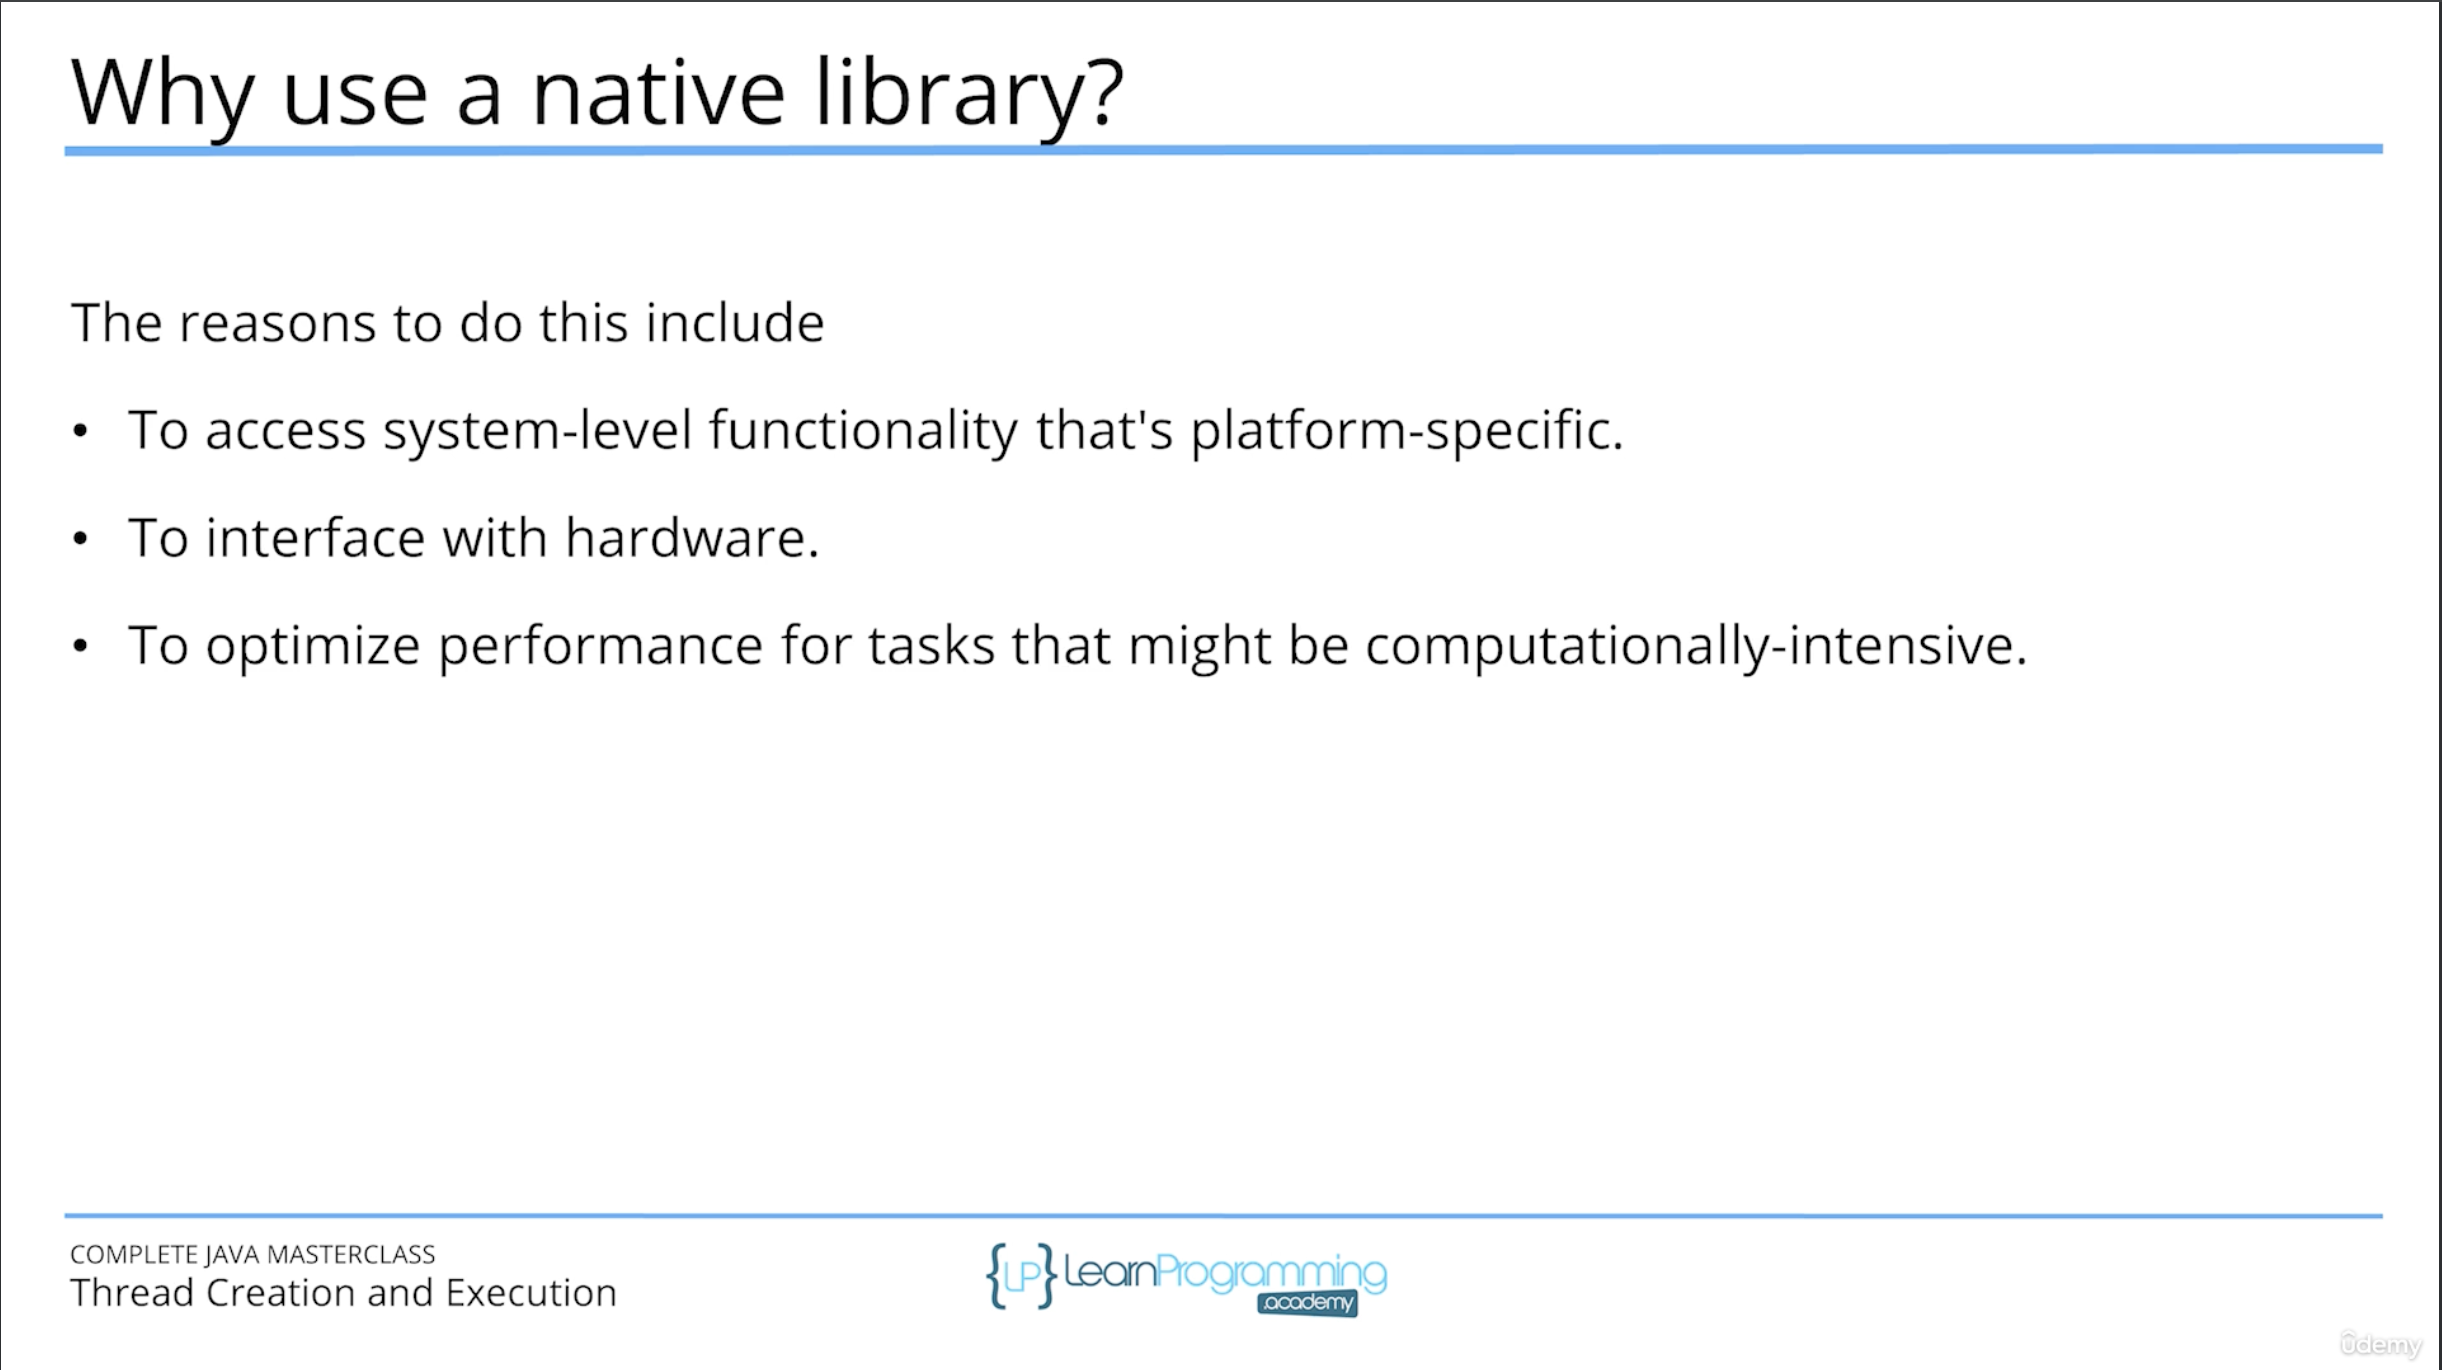 Why use a native library?
The reasons to do this include
• To access system-level functionality that's platform-specific.
• To interface with hardware.
• To optimize performance for tasks that might be computationally-intensive.
COMPLETE JAVA MASTERCLASS
Thread Creation and Execution
{LP} LearnProgramming
.academy
ûdemy